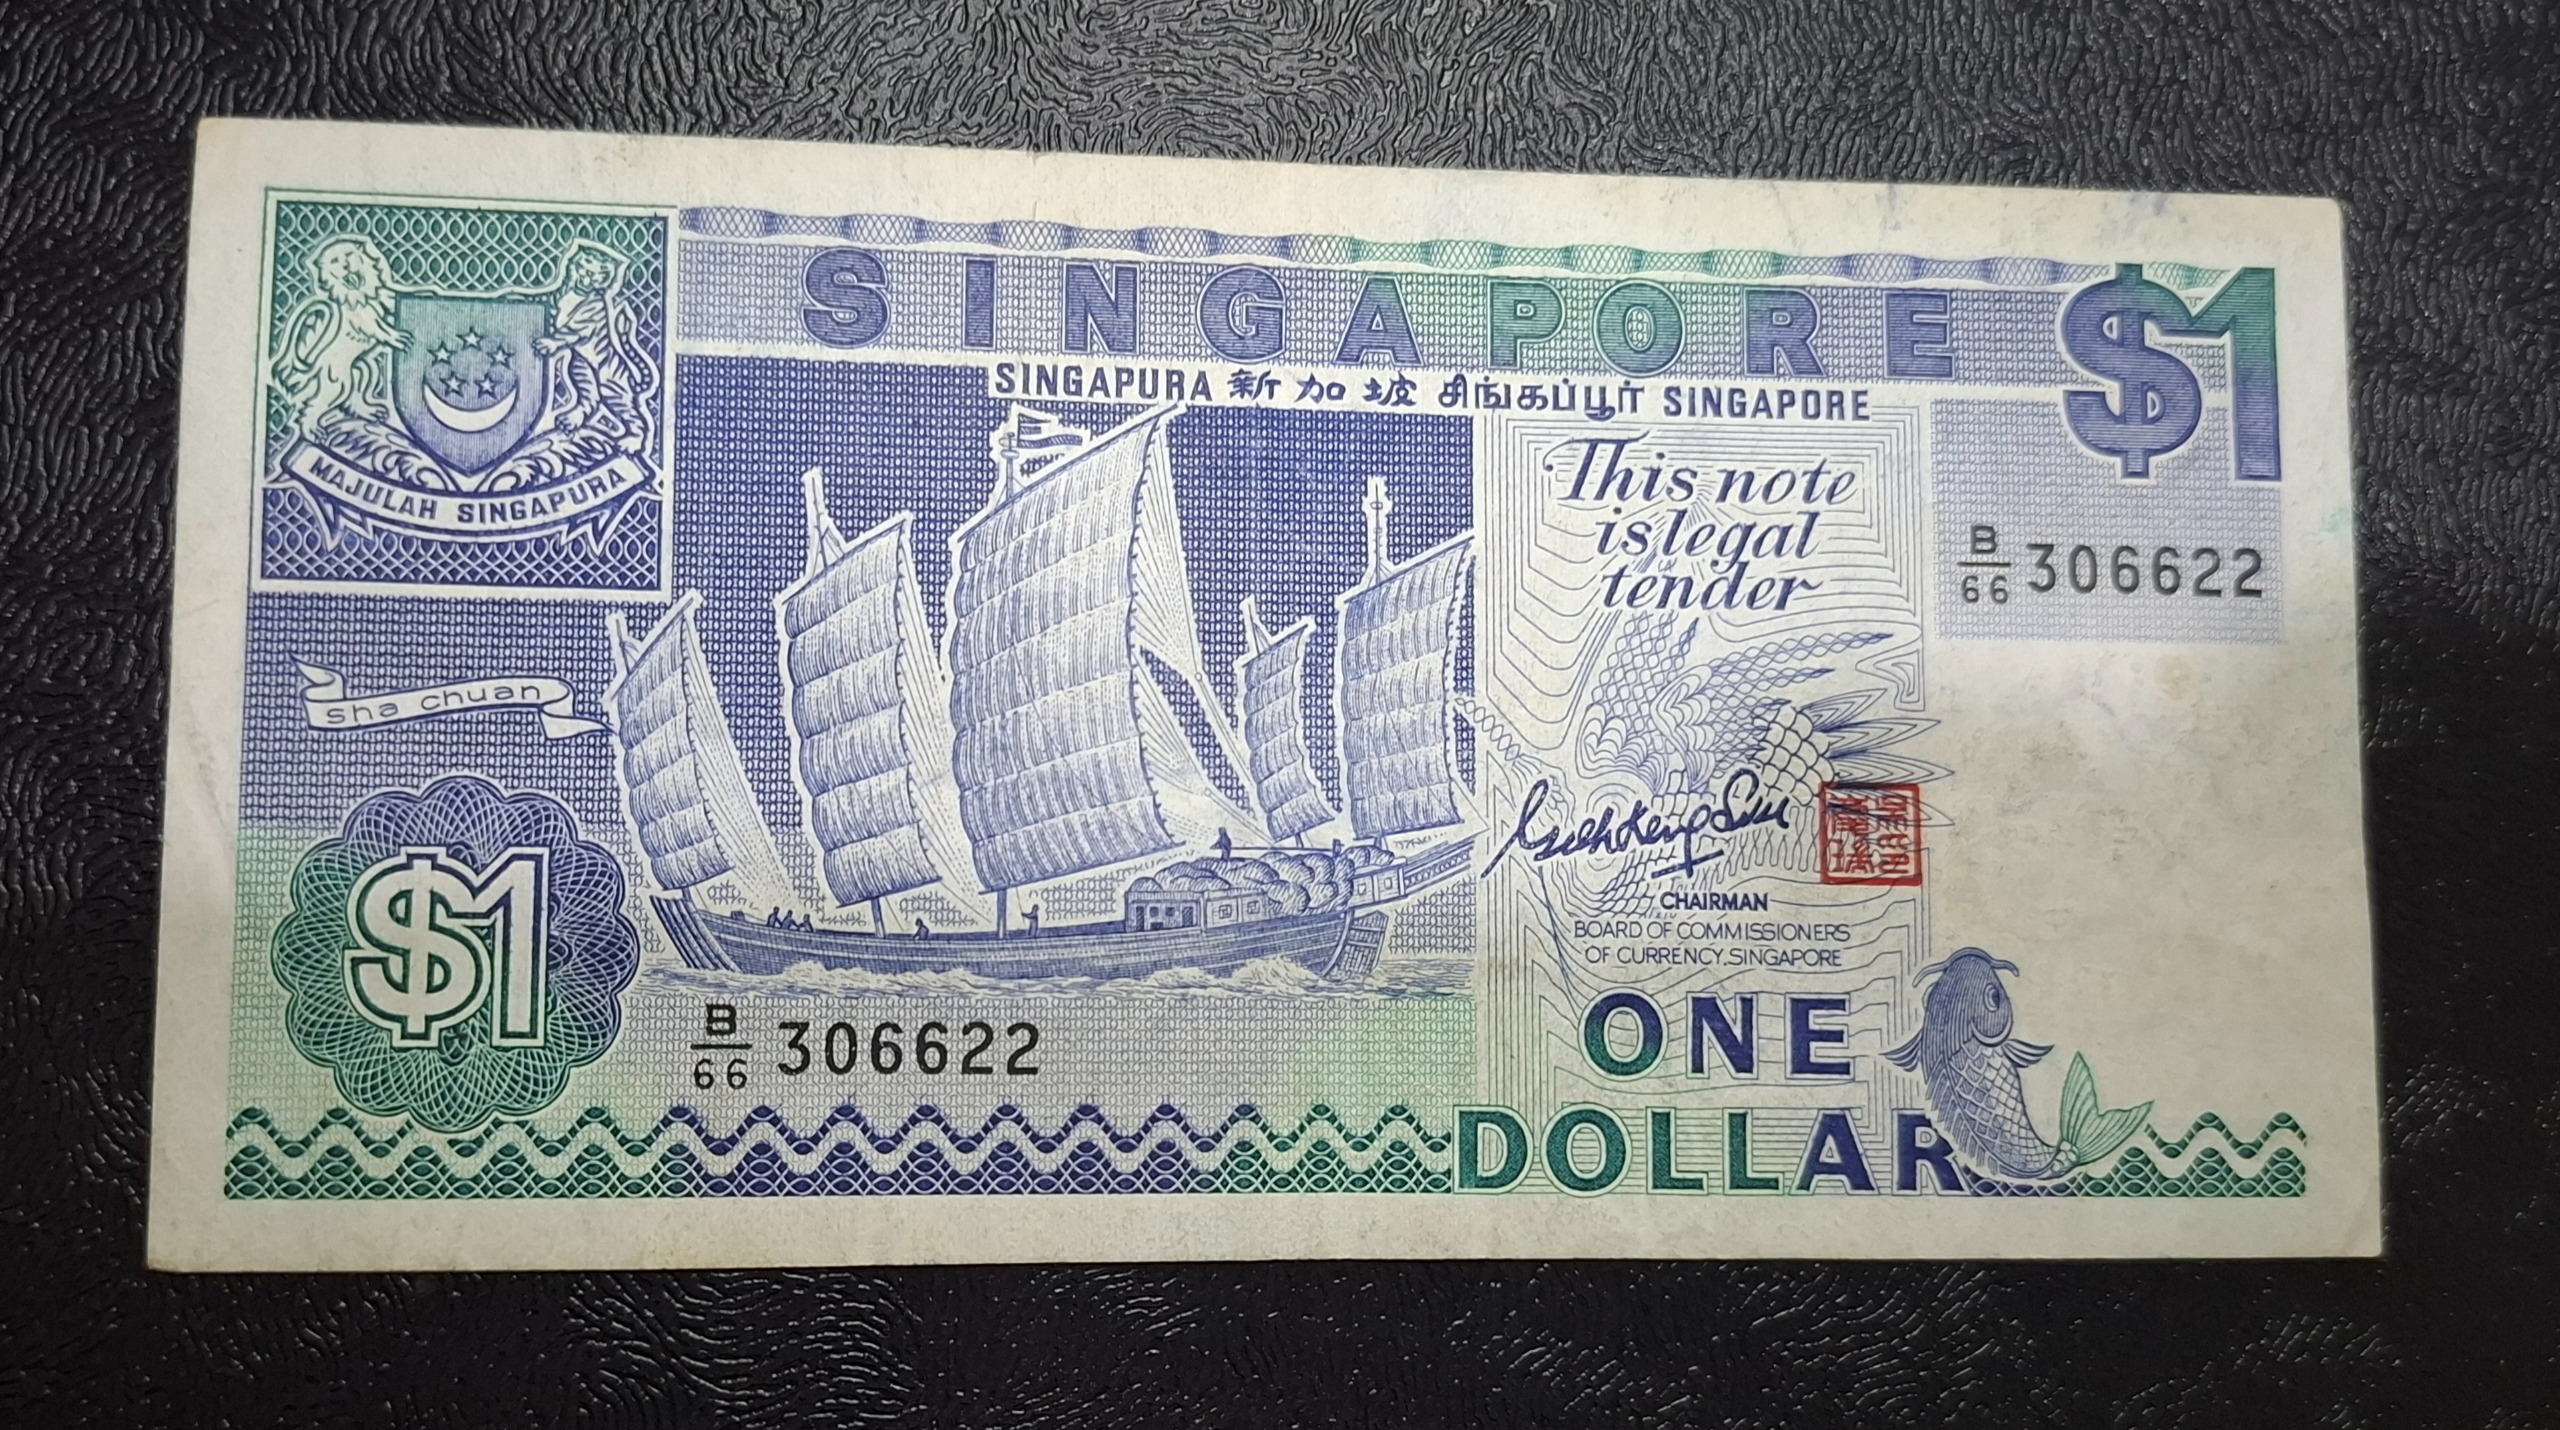 SINGAPORE
$1
SINGAPURA 新加坡 சிங்கப்பூர் SINGAPORE
MAJULAH SINGAPURA
This note
is legal
tender
B/66 306622
sha chuan
$1
CHAIRMAN
BOARD OF COMMISSIONERS
OF CURRENCY, SINGAPORE
B/66 306622
ONE
DOLLAR